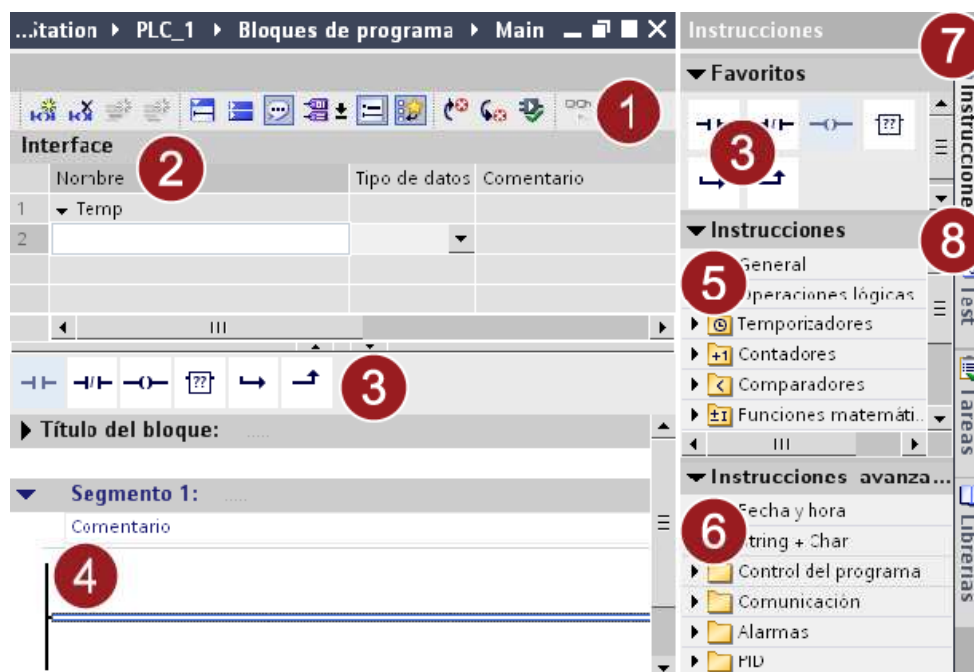 ...station ▸ PLC_1 ▸ Bloques de programa ▸ Main
1
Interface
2
Nombre
Tipo de datos
Comentario
1
Temp
2
3
Título del bloque: .....
Segmento 1: .....
Comentario
4
Instrucciones
7
Favoritos
??
3
Instrucciones
8
General
5
Operaciones lógicas
Temporizadores
+1 Contadores
Comparadores
Funciones matemáti..
Instrucciones avanza...
Fecha y hora
6
String + Char
Control del programa
Comunicación
Alarmas
PID
Instrucciones
Test
Tareas
Librerías